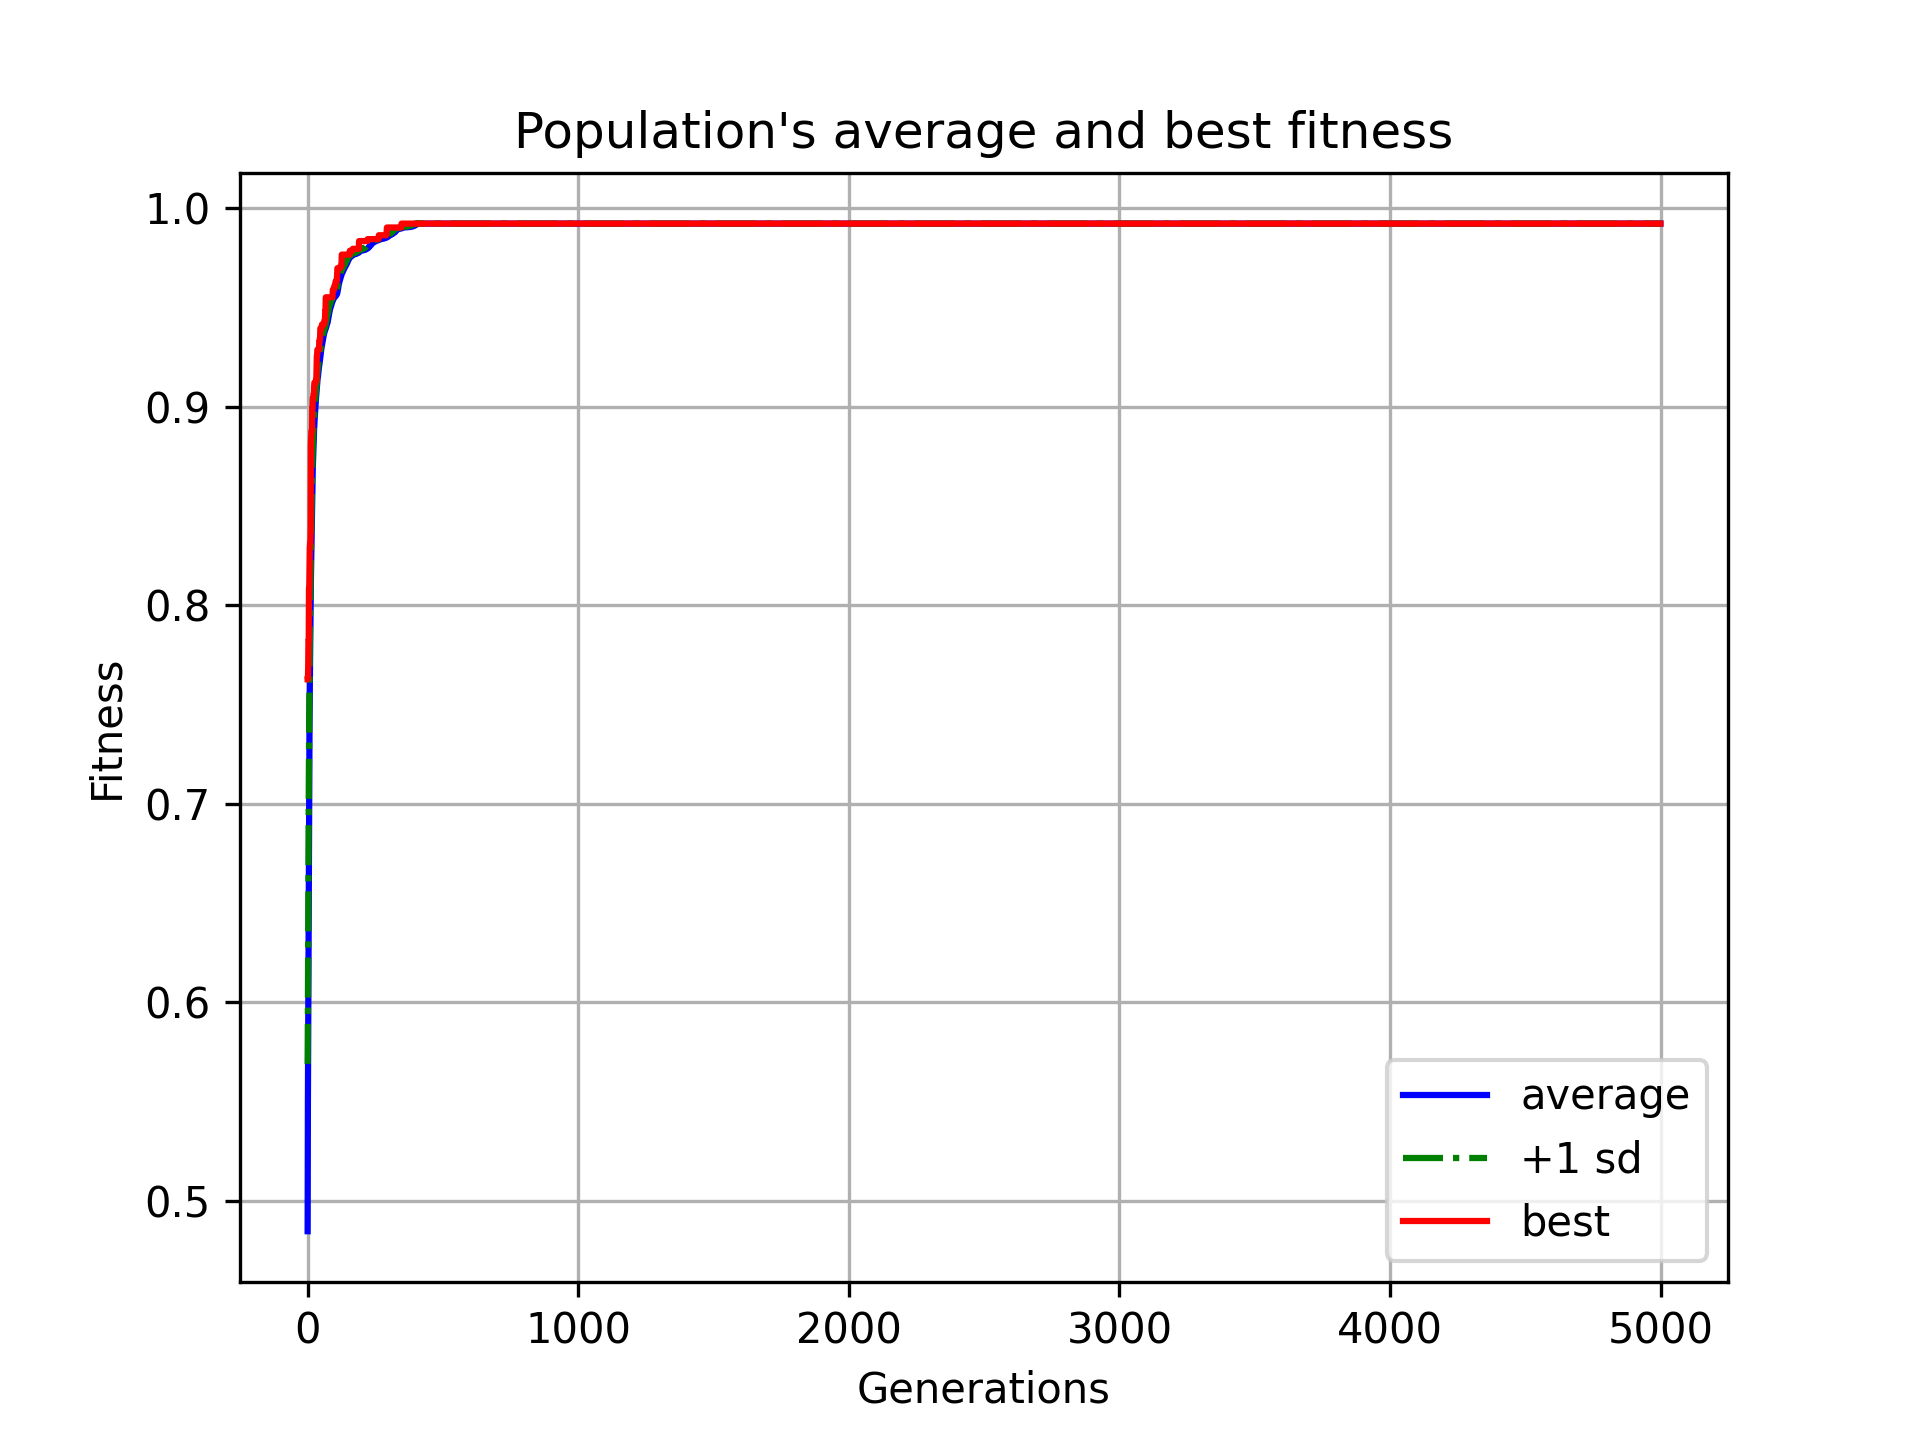 Population's average and best fitness
1.0
0.9
0.8
0.7
0.6
0.5
Fitness
average
+1 sd
best
0 1000 2000 3000 4000 5000
Generations